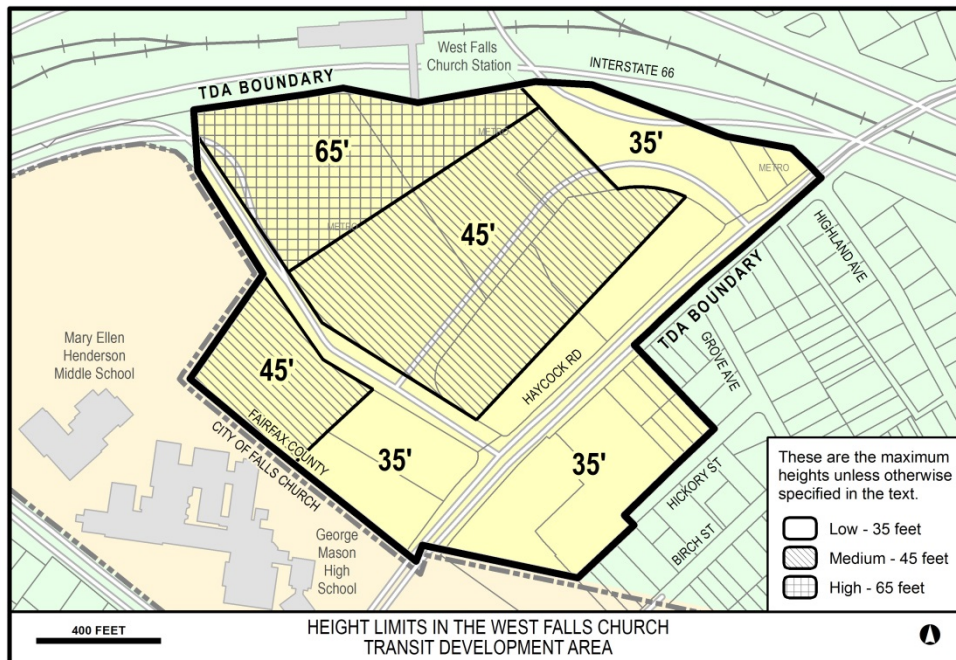 West Falls
Church Station
INTERSTATE 66
TDA BOUNDARY
65'
METRO
35'
METRO
METRO
45'
HIGHLAND AVE
TDA BOUNDARY
GROVE AVE
HAYCOCK RD
Mary Ellen
Henderson
Middle School
45'
FAIRFAX COUNTY
CITY OF FALLS CHURCH
35'
35'
HICKORY ST
BIRCH ST
George
Mason
High
School
These are the maximum
heights unless otherwise
specified in the text.
Low - 35 feet
Medium - 45 feet
High - 65 feet
400 FEET
HEIGHT LIMITS IN THE WEST FALLS CHURCH
TRANSIT DEVELOPMENT AREA